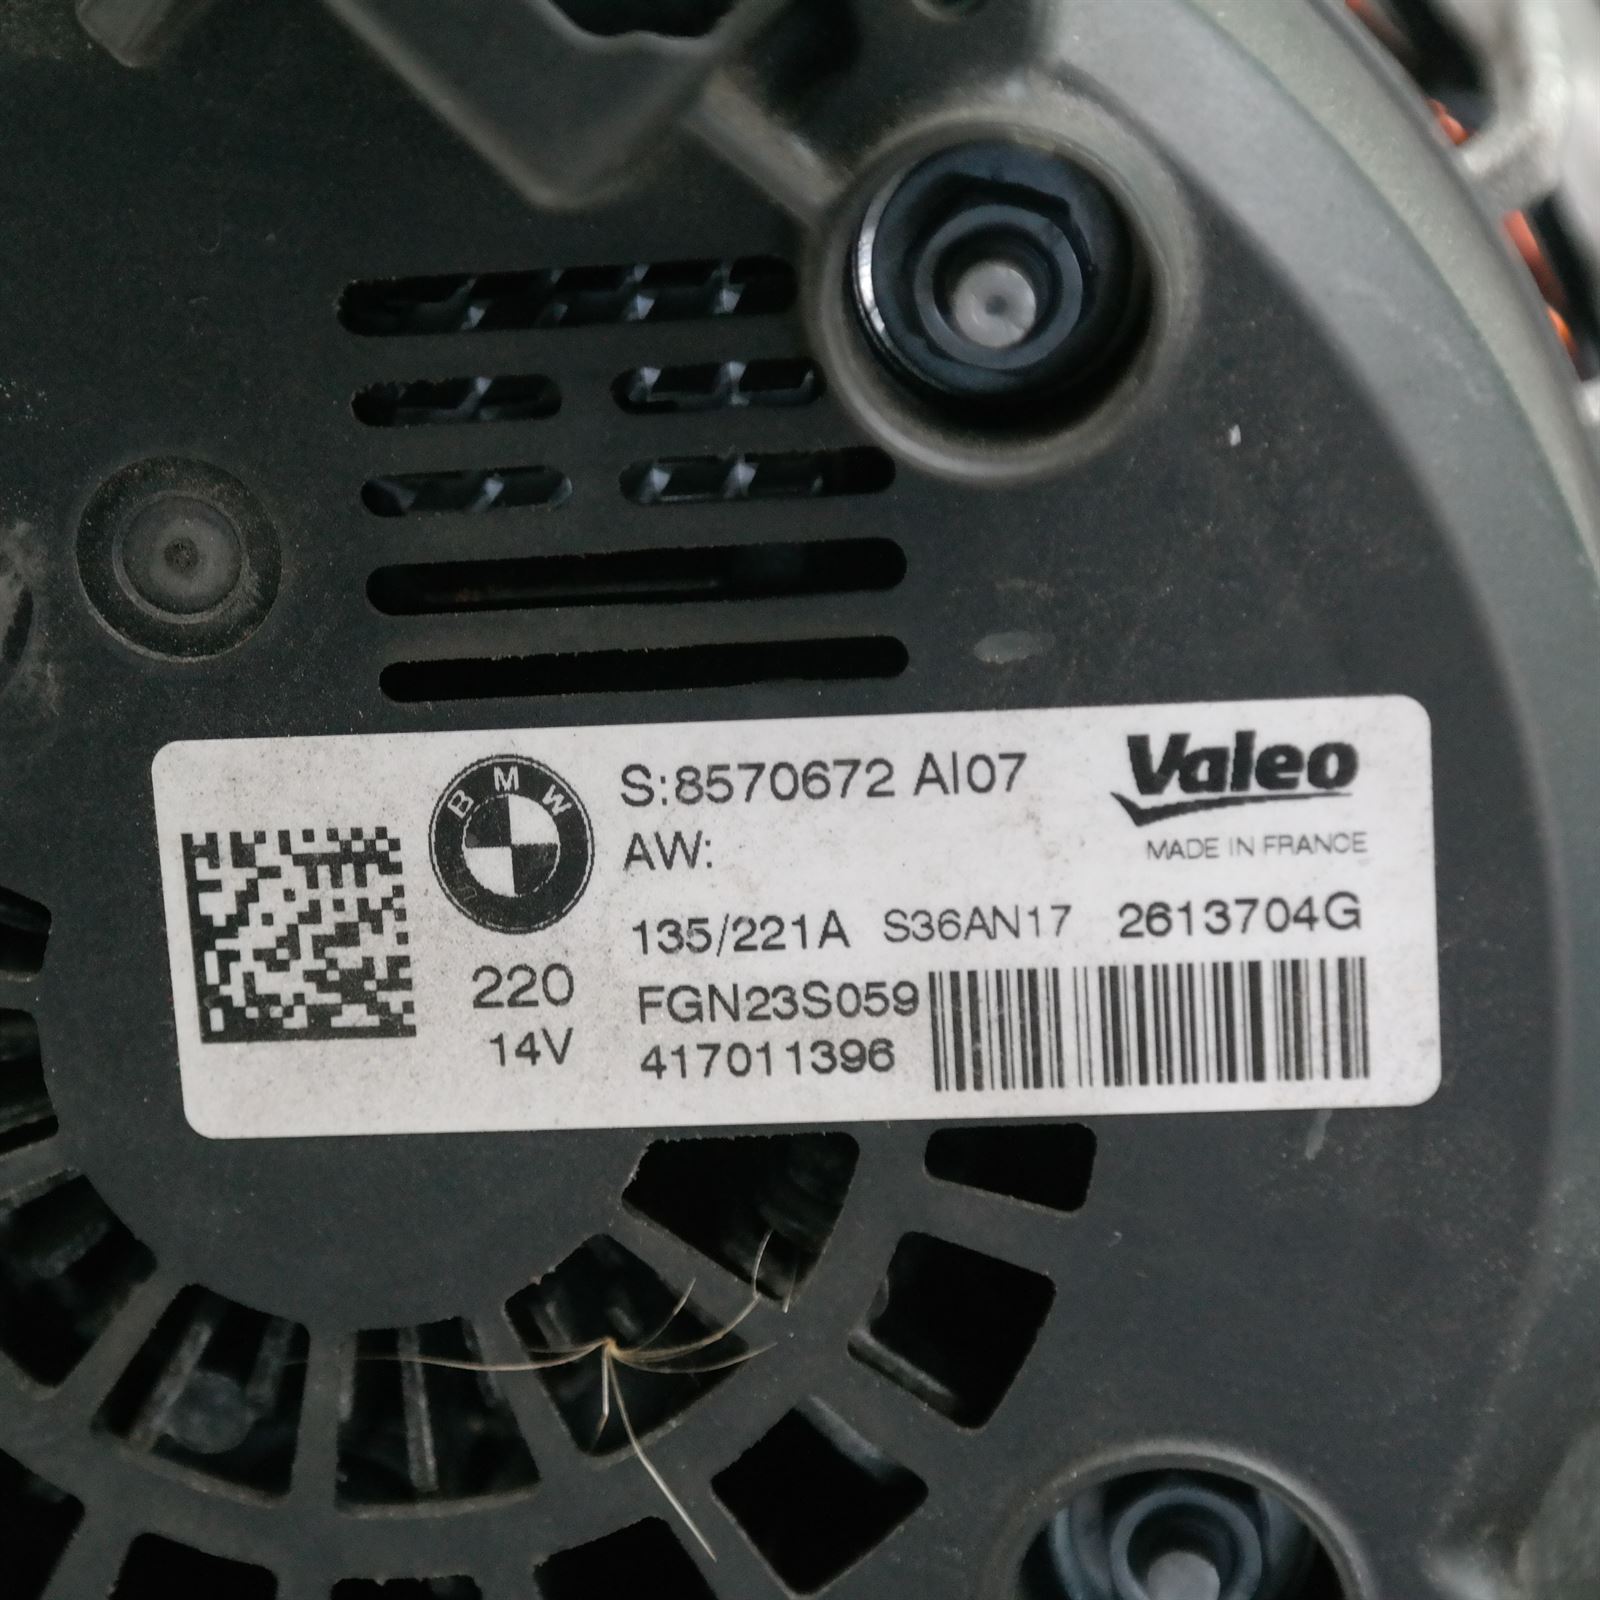 BMW
S:8570672 AI07
AW:
Valeo
MADE IN FRANCE
135/221A S36AN17 2613704G
220
14V
FGN23S059
417011396